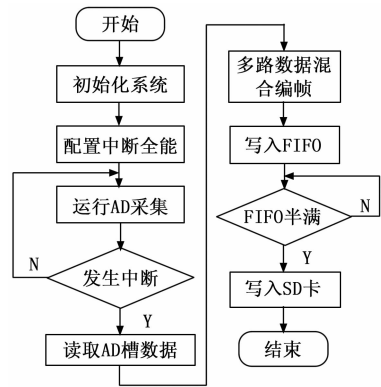 开始
初始化系统
配置中断全能
运行AD采集
N
发生中断
Y
读取AD槽数据
多路数据混
合编帧
写入FIFO
FIFO半满
N
Y
写入SD卡
结束